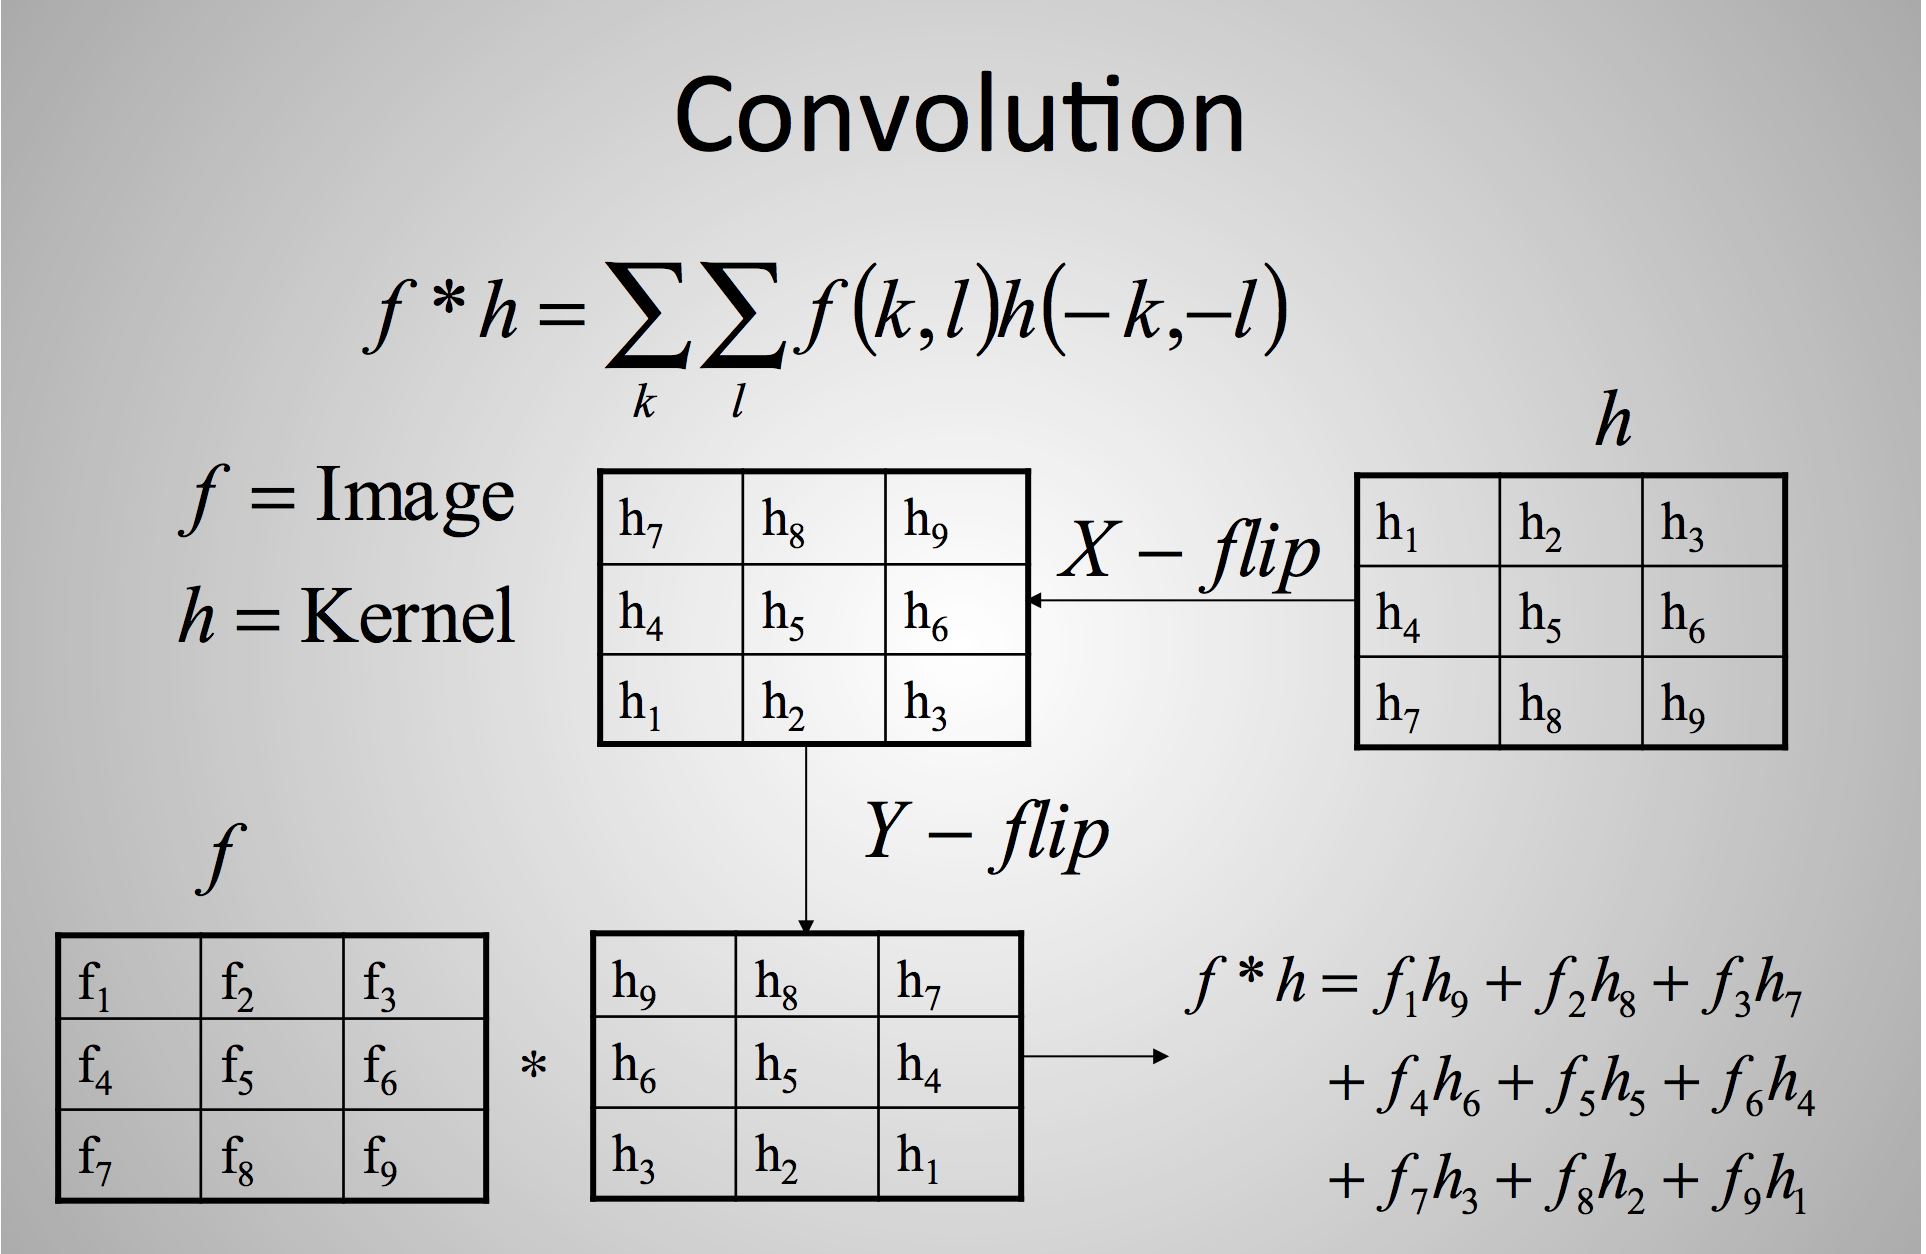 Convolution
f * h = ∑ₖ ∑ₗ f(k,l)h(−k,−l)
f = Image
h = Kernel
h
h₁ h₂ h₃
h₄ h₅ h₆
h₇ h₈ h₉
X − flip
h₇ h₈ h₉
h₄ h₅ h₆
h₁ h₂ h₃
Y − flip
f
f₁ f₂ f₃
f₄ f₅ f₆
f₇ f₈ f₉
*
h₉ h₈ h₇
h₆ h₅ h₄
h₃ h₂ h₁
f * h = f₁h₉ + f₂h₈ + f₃h₇
+ f₄h₆ + f₅h₅ + f₆h₄
+ f₇h₃ + f₈h₂ + f₉h₁